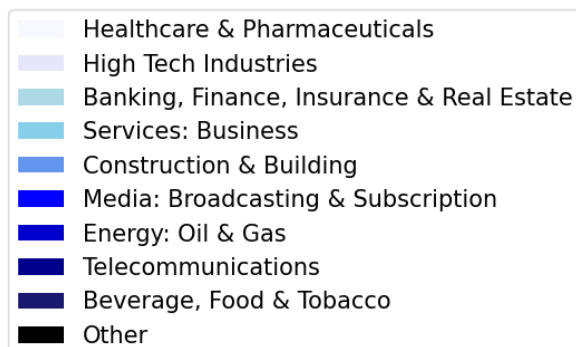 Healthcare & Pharmaceuticals
High Tech Industries
Banking, Finance, Insurance & Real Estate
Services: Business
Construction & Building
Media: Broadcasting & Subscription
Energy: Oil & Gas
Telecommunications
Beverage, Food & Tobacco
Other